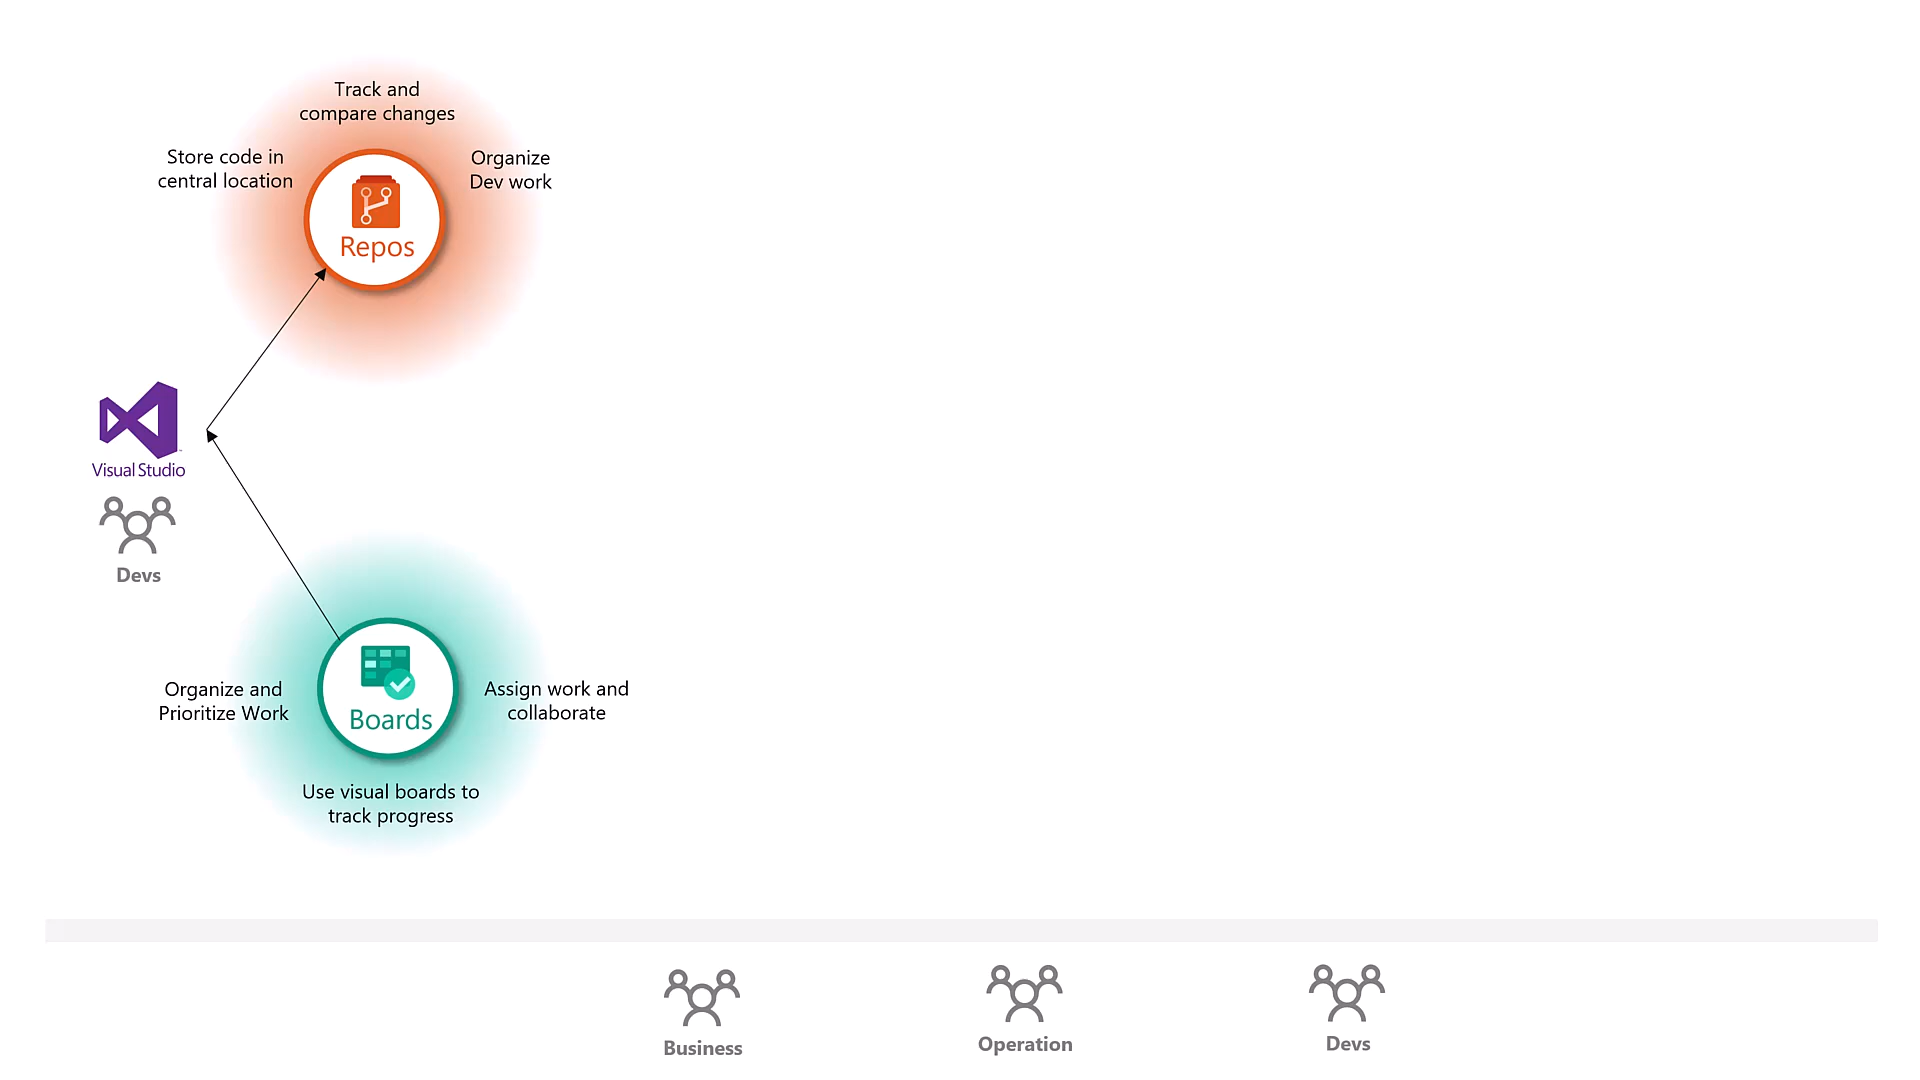 Track and
compare changes
Store code in
central location
Organize
Dev work
Repos
Visual Studio
Devs
Organize and
Prioritize Work
Boards
Assign work and
collaborate
Use visual boards to
track progress
Business
Operation
Devs